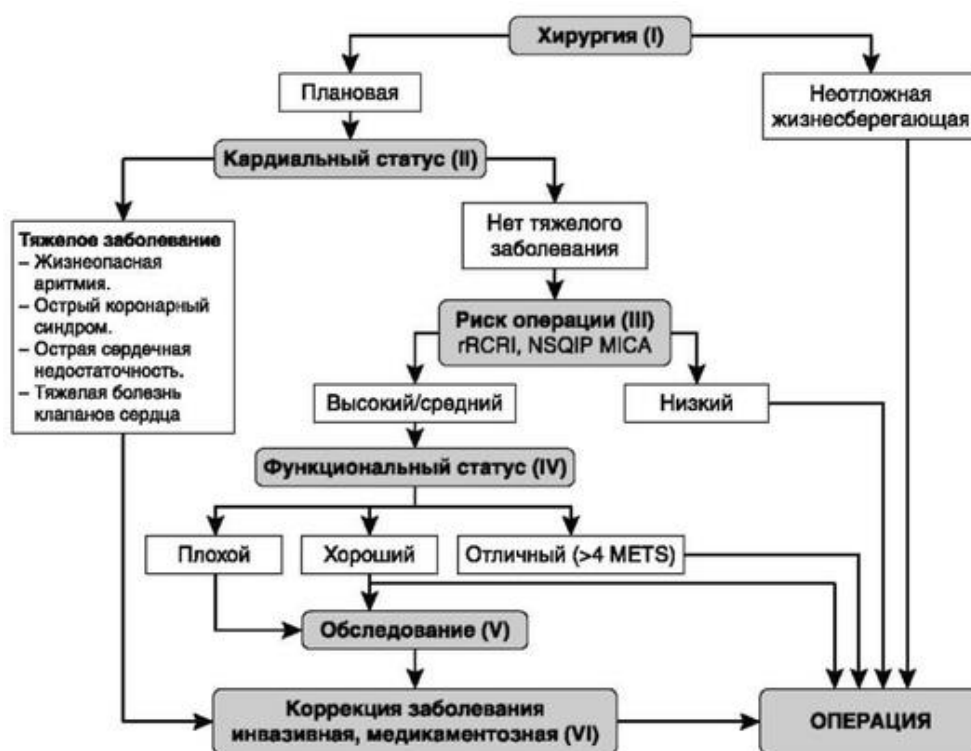 Хирургия (I)
Плановая
Неотложная
жизнесберегающая
Кардиальный статус (II)
Тяжелое заболевание
– Жизнеопасная
аритмия.
– Острый коронарный
синдром.
– Острая сердечная
недостаточность.
– Тяжелая болезнь
клапанов сердца
Нет тяжелого
заболевания
Риск операции (III)
rRCRI, NSQIP MICA
Высокий/средний
Низкий
Функциональный статус (IV)
Плохой
Хороший
Отличный (>4 METS)
Обследование (V)
Коррекция заболевания
инвазивная, медикаментозная (VI)
ОПЕРАЦИЯ